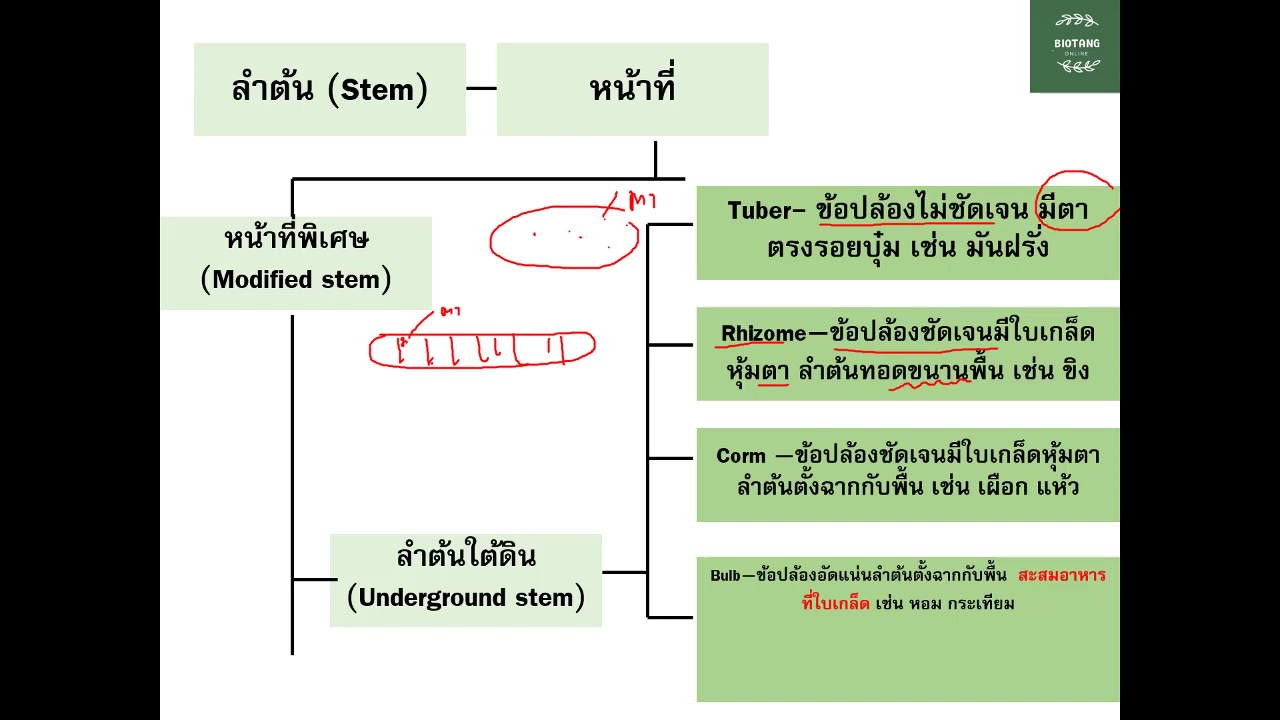 BIOTANG
ONLINE
ลำต้น (Stem)
หน้าที่
หน้าที่พิเศษ
(Modified stem)
ตา
Tuber– ข้อปล้องไม่ชัดเจน มีตา
ตรงรอยบุ๋ม เช่น มันฝรั่ง
ตา
Rhizome—ข้อปล้องชัดเจนมีใบเกล็ด
หุ้มตา ลำต้นทอดขนานพื้น เช่น ขิง
Corm —ข้อปล้องชัดเจนมีใบเกล็ดหุ้มตา
ลำต้นตั้งฉากกับพื้น เช่น เผือก แห้ว
ลำต้นใต้ดิน
(Underground stem)
Bulb—ข้อปล้องอัดแน่นลำต้นตั้งฉากกับพื้น สะสมอาหาร
ที่ใบเกล็ด เช่น หอม กระเทียม